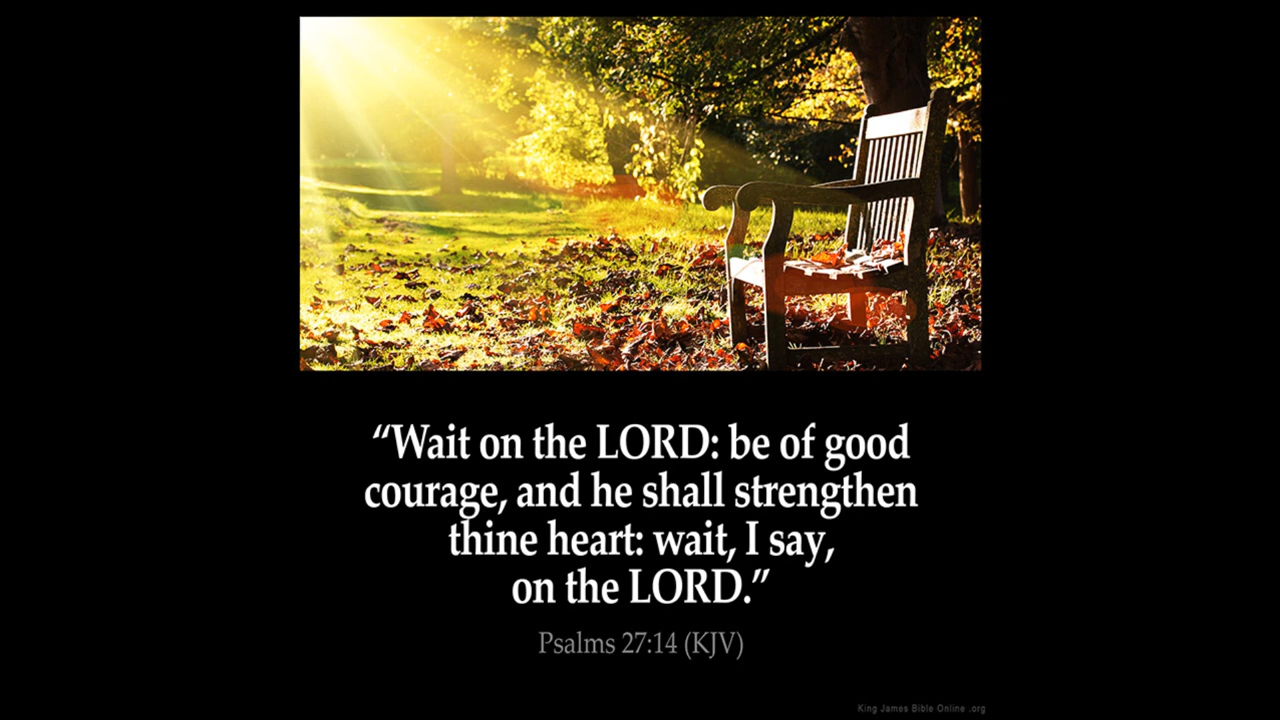 “Wait on the LORD: be of good
courage, and he shall strengthen
thine heart: wait, I say,
on the LORD.”
Psalms 27:14 (KJV)
King James Bible Online .org